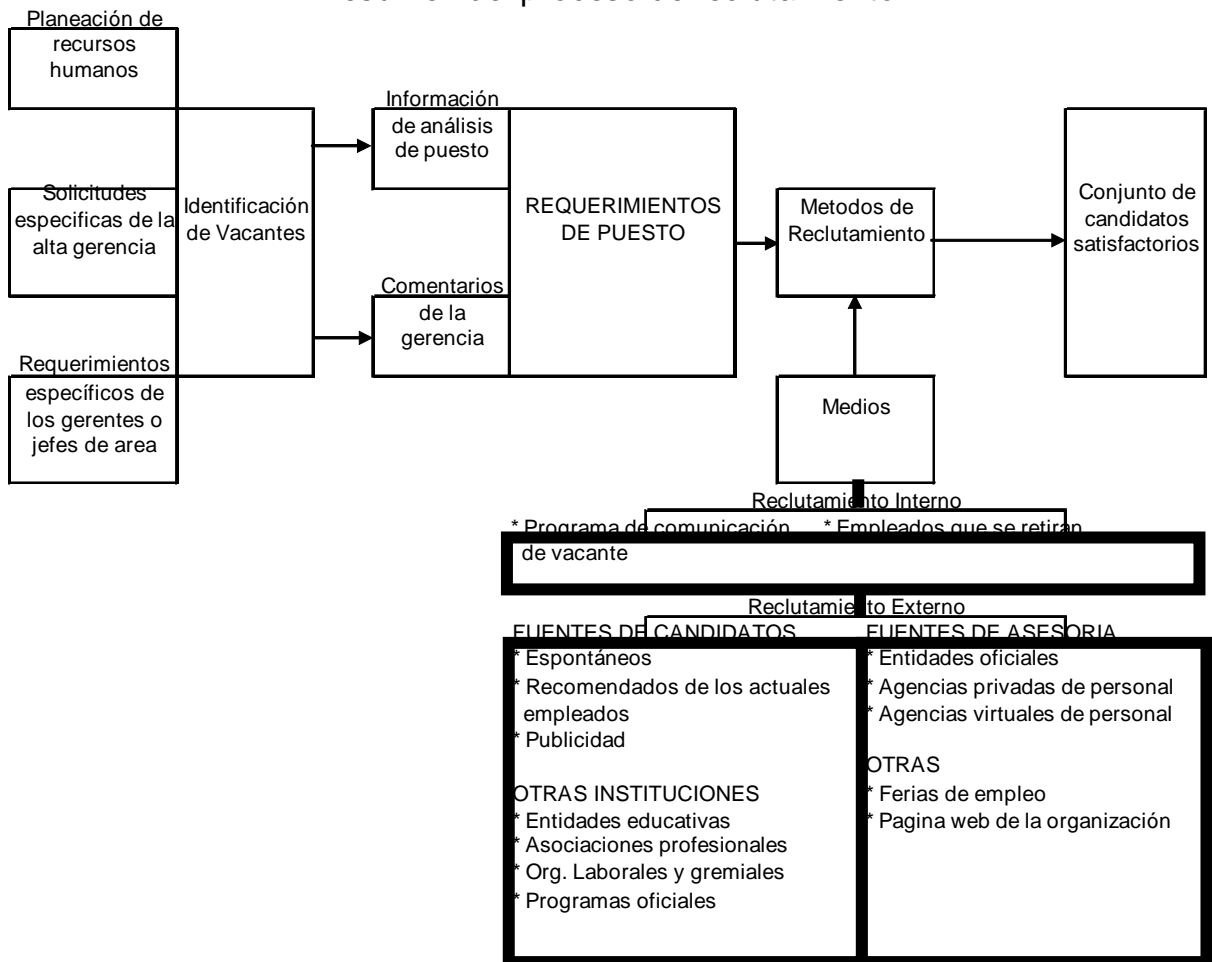 Planeación de
recursos
humanos
Solicitudes
especificas de la
alta gerencia
Requerimientos
específicos de
los gerentes o
jefes de area
Identificación
de Vacantes
Información
de análisis
de puesto
Comentarios
de la
gerencia
REQUERIMIENTOS
DE PUESTO
Metodos de
Reclutamiento
Medios
Conjunto de
candidatos
satisfactorios
Reclutamiento Interno
* Programa de comunicación
de vacante
* Empleados que se retiran
Reclutamiento Externo
FUENTES DE CANDIDATOS
* Espontáneos
* Recomendados de los actuales
empleados
* Publicidad
OTRAS INSTITUCIONES
* Entidades educativas
* Asociaciones profesionales
* Org. Laborales y gremiales
* Programas oficiales
FUENTES DE ASESORIA
* Entidades oficiales
* Agencias privadas de personal
* Agencias virtuales de personal
OTRAS
* Ferias de empleo
* Pagina web de la organización